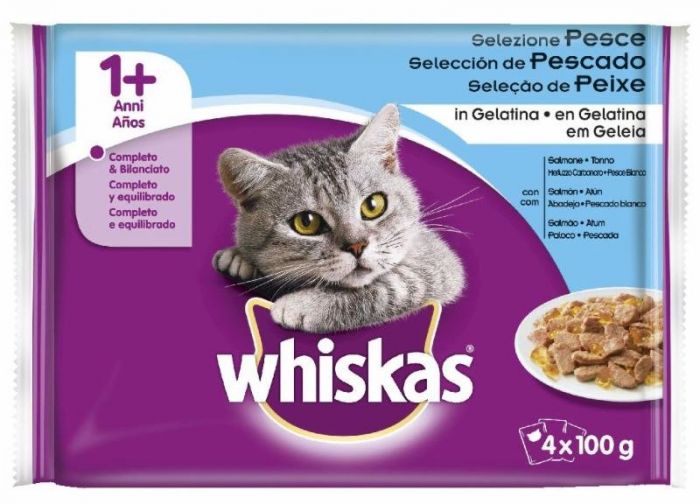 1+
Anni
Años
Completo
& Bilanciato
Completo
y equilibrado
Completo
e equilibrado
Selezione Pesce
Selección de Pescado
Seleção de Peixe
in Gelatina • en Gelatina
em Geleia
Salmone • Tonno
Merluzzo Carbonaro • Pesce Bianco
con
com
Salmón • Atún
Abadejo • Pescado blanco
Salmão • Atum
Paloco • Pescada
whiskas®
4x100g